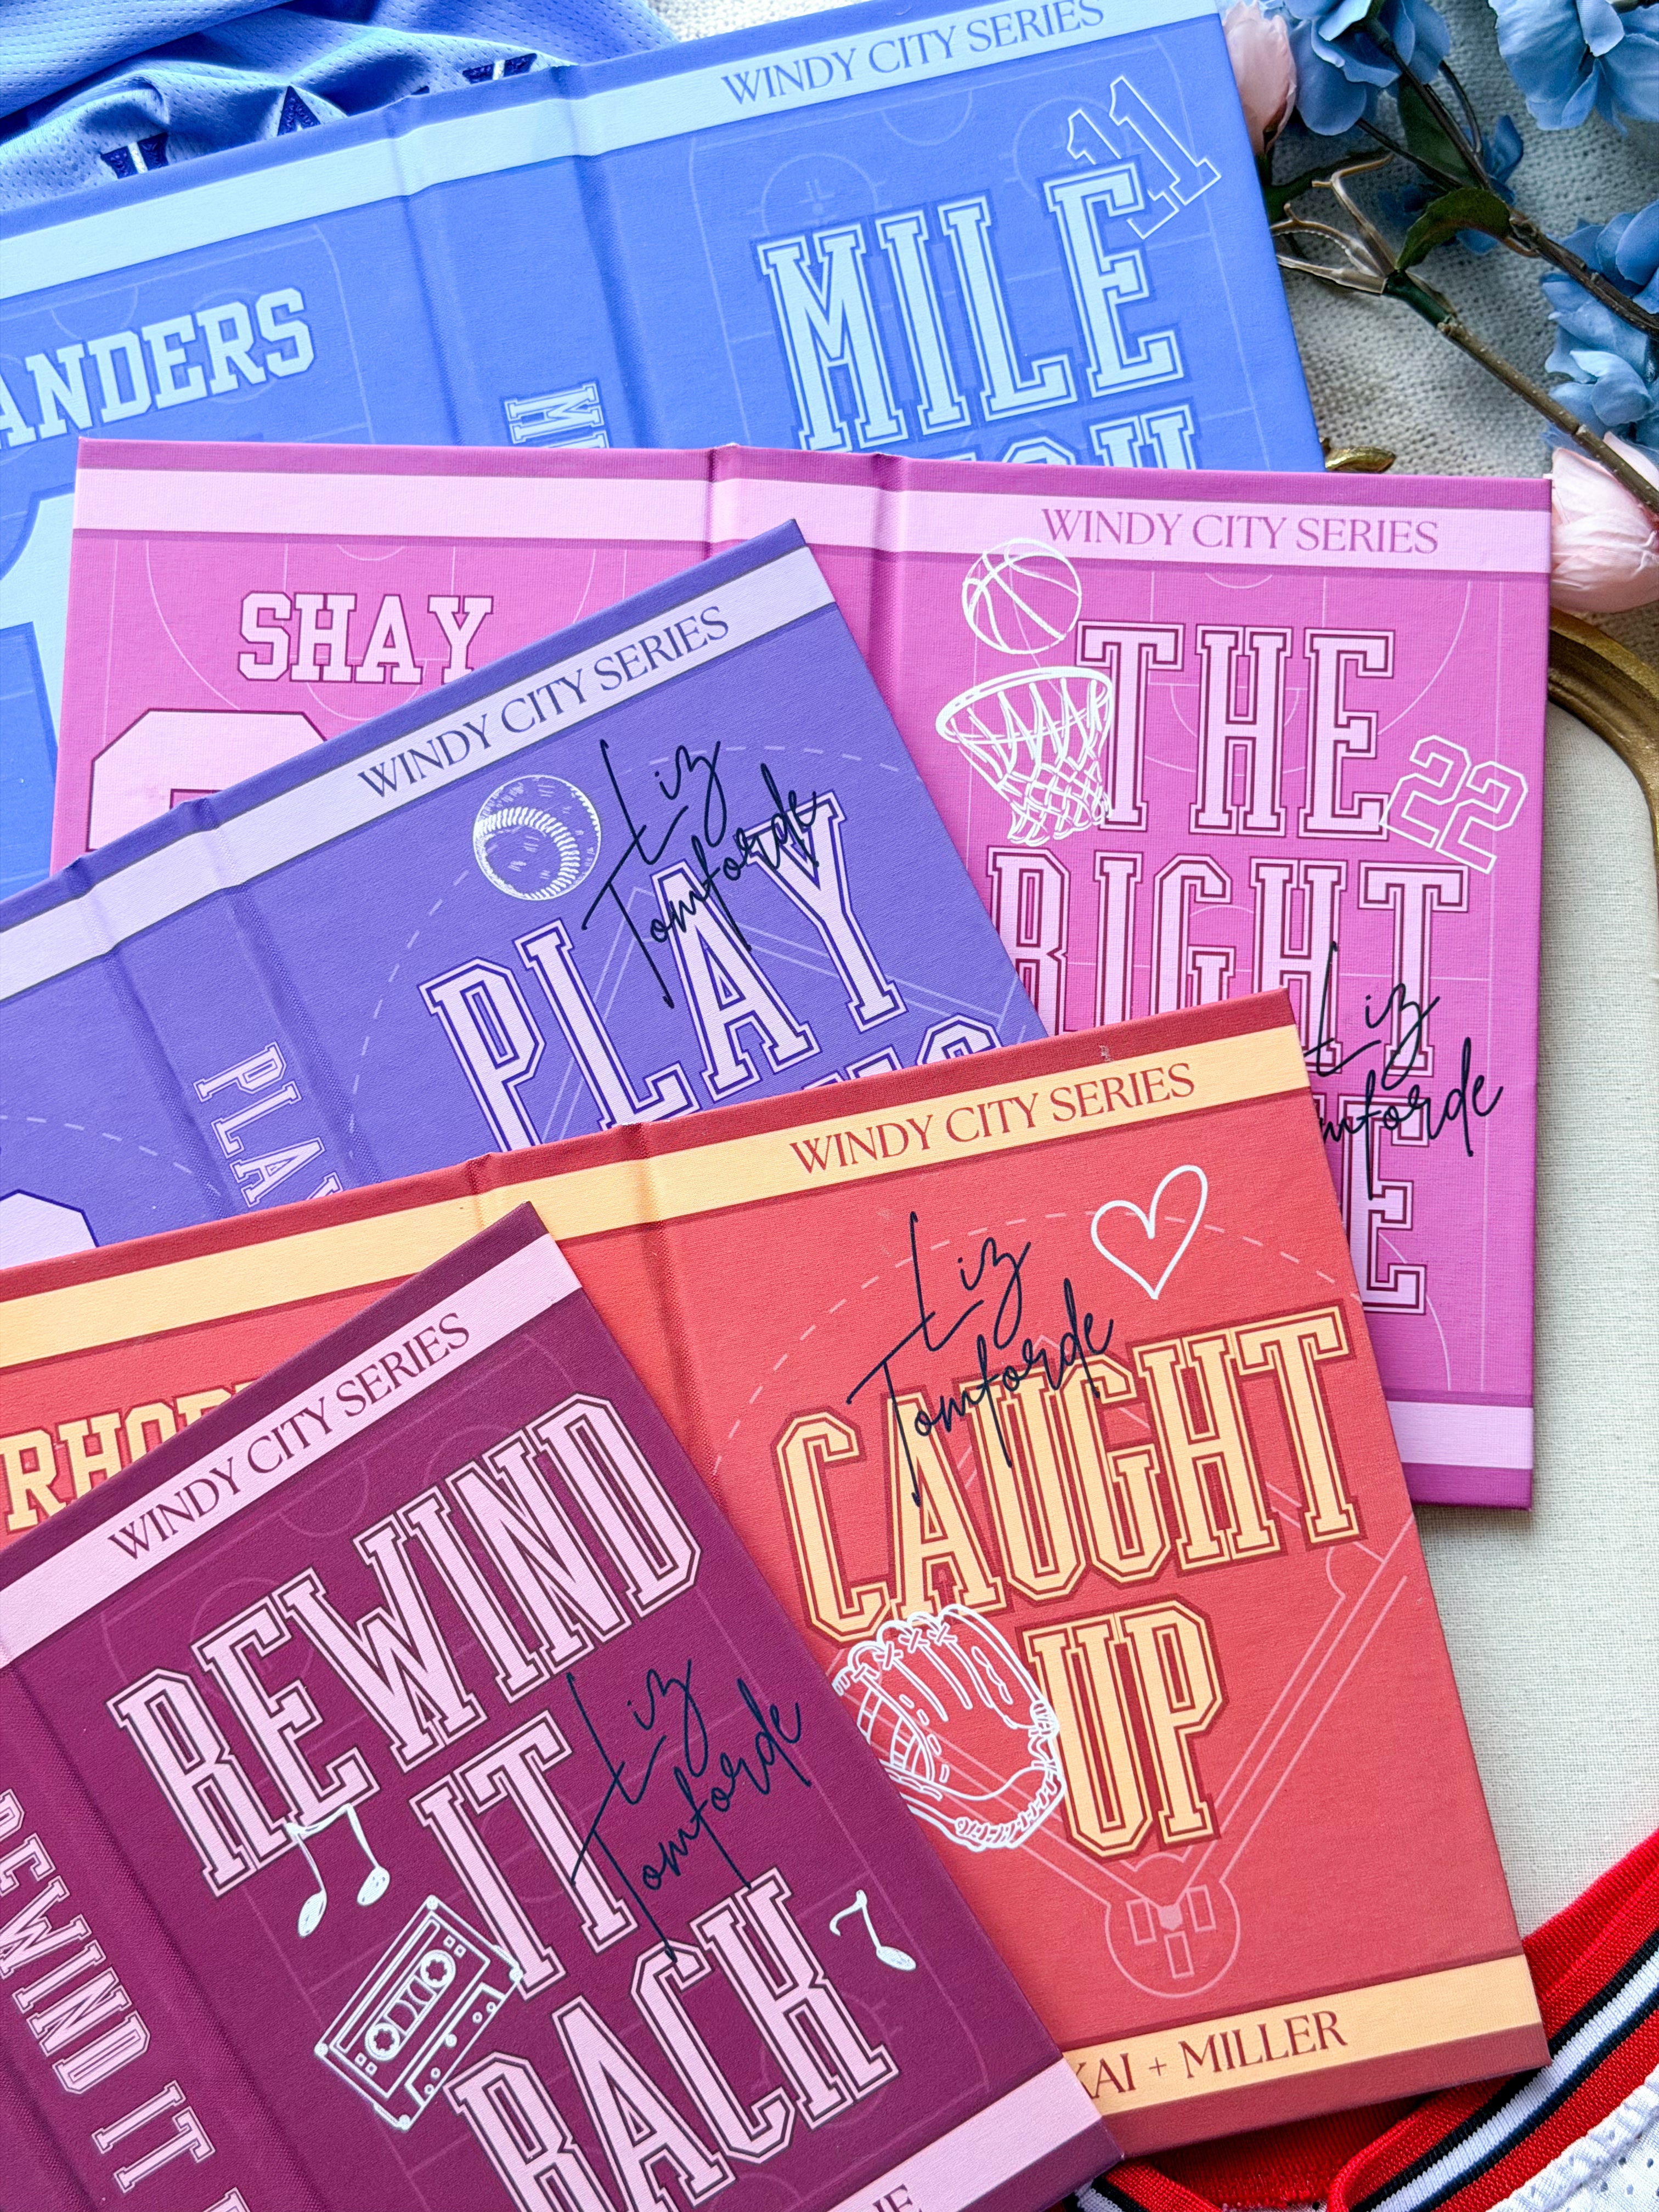 WINDY CITY SERIES
11
MILE
ANDERS
WINDY CITY SERIES
SHAY
THE
22
RIGHT
Liz
WINDY CITY SERIES
Liz
Tomforde
PLAY
PLAY
WINDY CITY SERIES
Liz
Tomforde
CAUGHT
UP
KAI + MILLER
WINDY CITY SERIES
REWIND
IT
BACK
Liz
Tomforde
REWIND IT